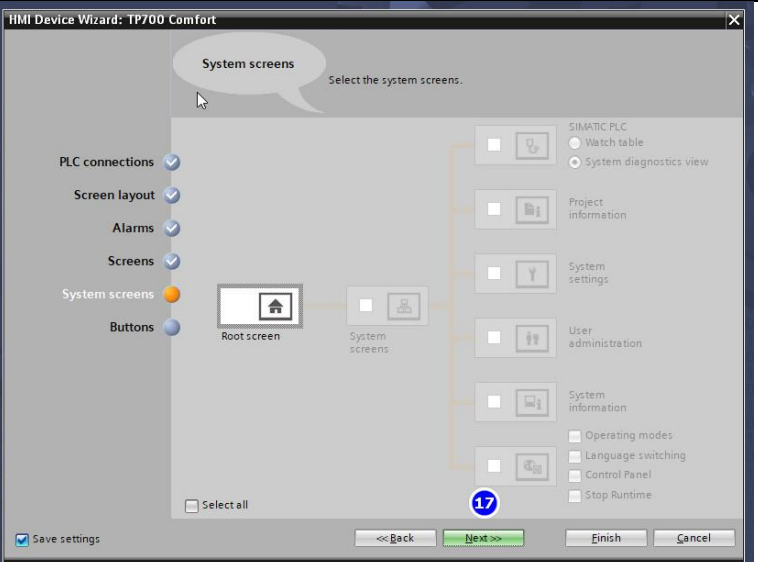 HMI Device Wizard: TP700 Comfort
System screens
Select the system screens.
PLC connections
Screen layout
Alarms
Screens
System screens
Buttons
Root screen
System
screens
SIMATIC PLC
Watch table
System diagnostics view
Project
information
System
settings
User
administration
System
information
Operating modes
Language switching
Control Panel
Stop Runtime
Select all
17
Save settings
<<Back
Next>>
Finish
Cancel